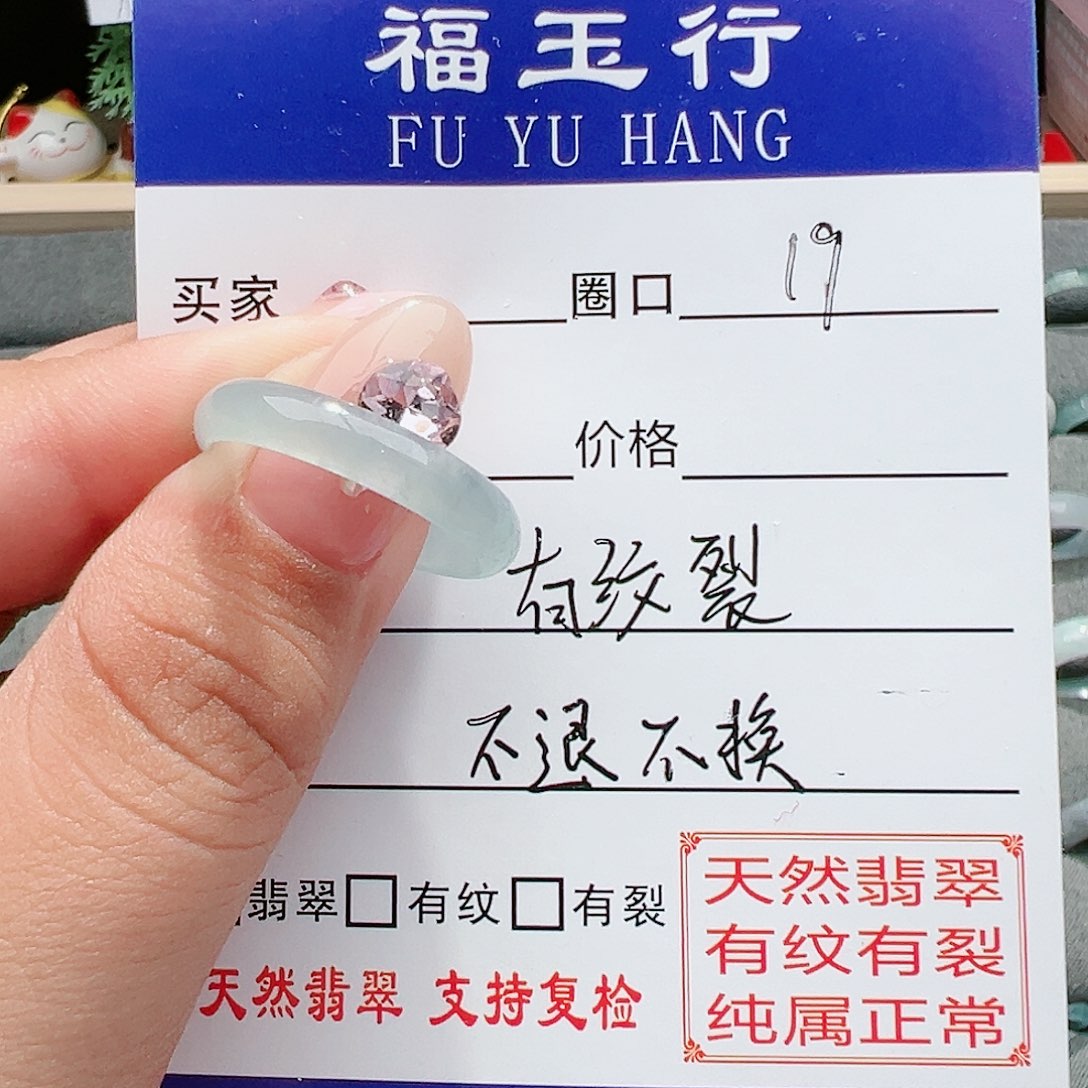 福玉行
FU YU HANG
买家 圈口 19
价格
有纹裂
不退不换
翡翠□有纹□有裂
天然翡翠 支持复检
天然翡翠
有纹有裂
纯属正常